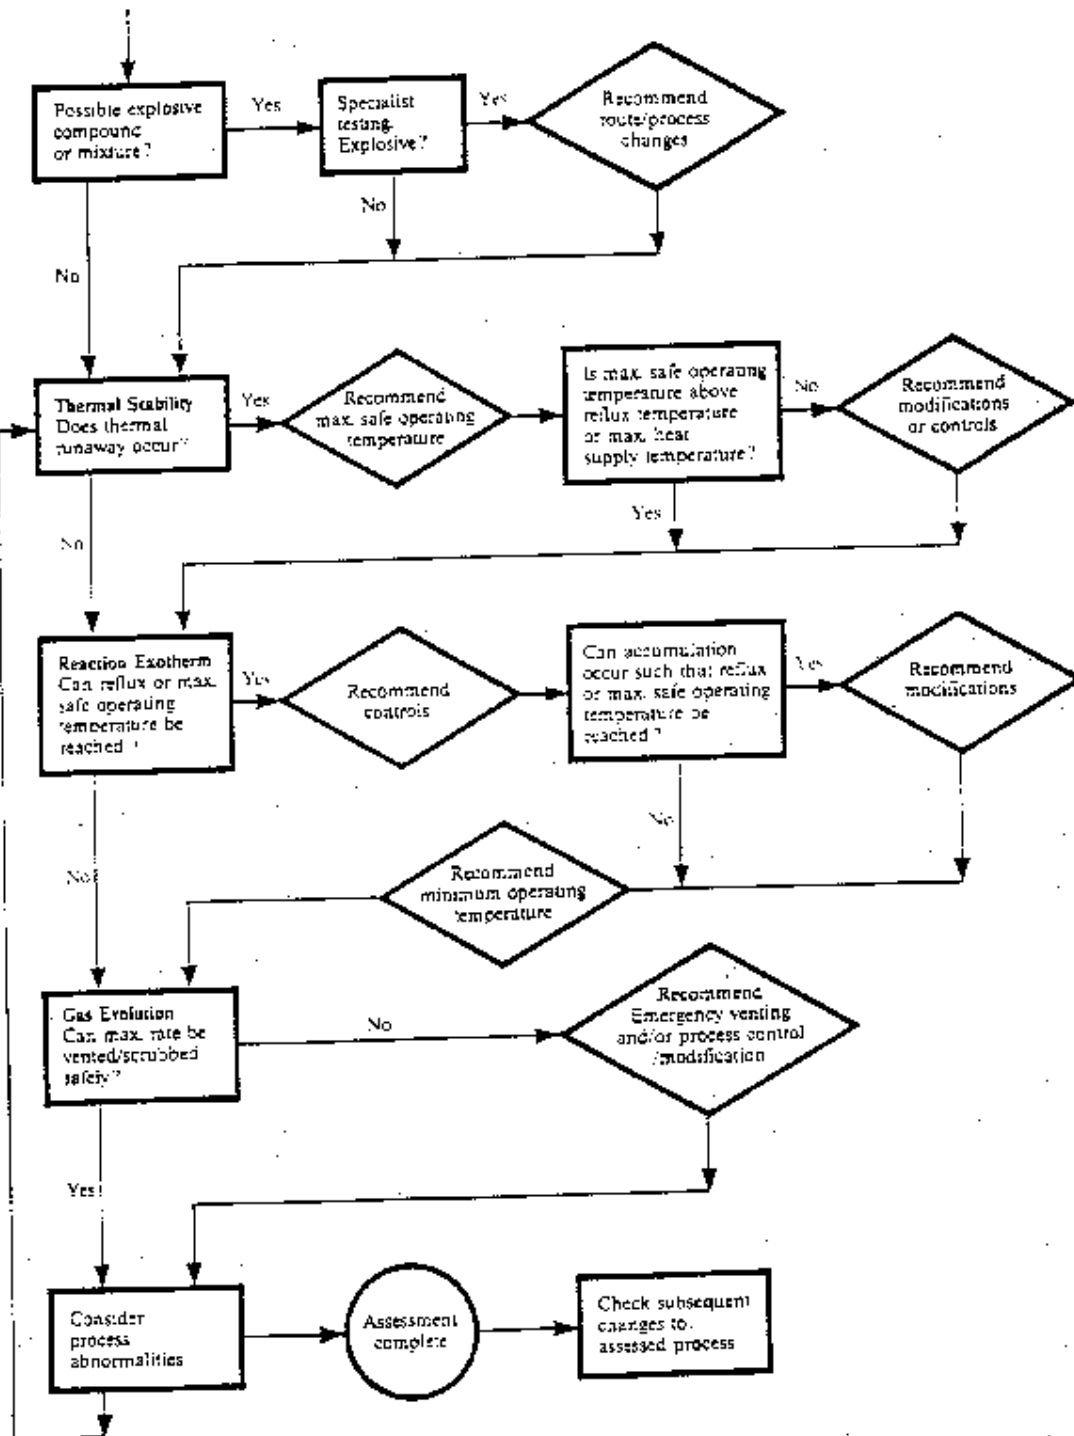 Possible explosive
compound
or mixture?
Yes
Specialist
testing.
Explosive?
Yes
Recommend
route/process
changes
No
No
Thermal Stability
Does thermal
runaway occur?
Yes
Recommend
max. safe operating
temperature
Is max. safe operating
temperature above
reflux temperature
or max. heat
supply temperature?
No
Recommend
modifications
or controls
Yes
No
Reaction Exotherm
Can reflux or max.
safe operating
temperature be
reached?
Yes
Recommend
controls
Can accumulation
occur such that reflux
or max. safe operating
temperature be
reached?
Yes
Recommend
modifications
No
No
Recommend
minimum operating
temperature
Gas Evolution
Can max. rate be
vented/scrubbed
safely?
No
Recommend
Emergency venting
and/or process control
/modification
Yes
Consider
process
abnormalities
Assessment
complete
Check subsequent
changes to
assessed process